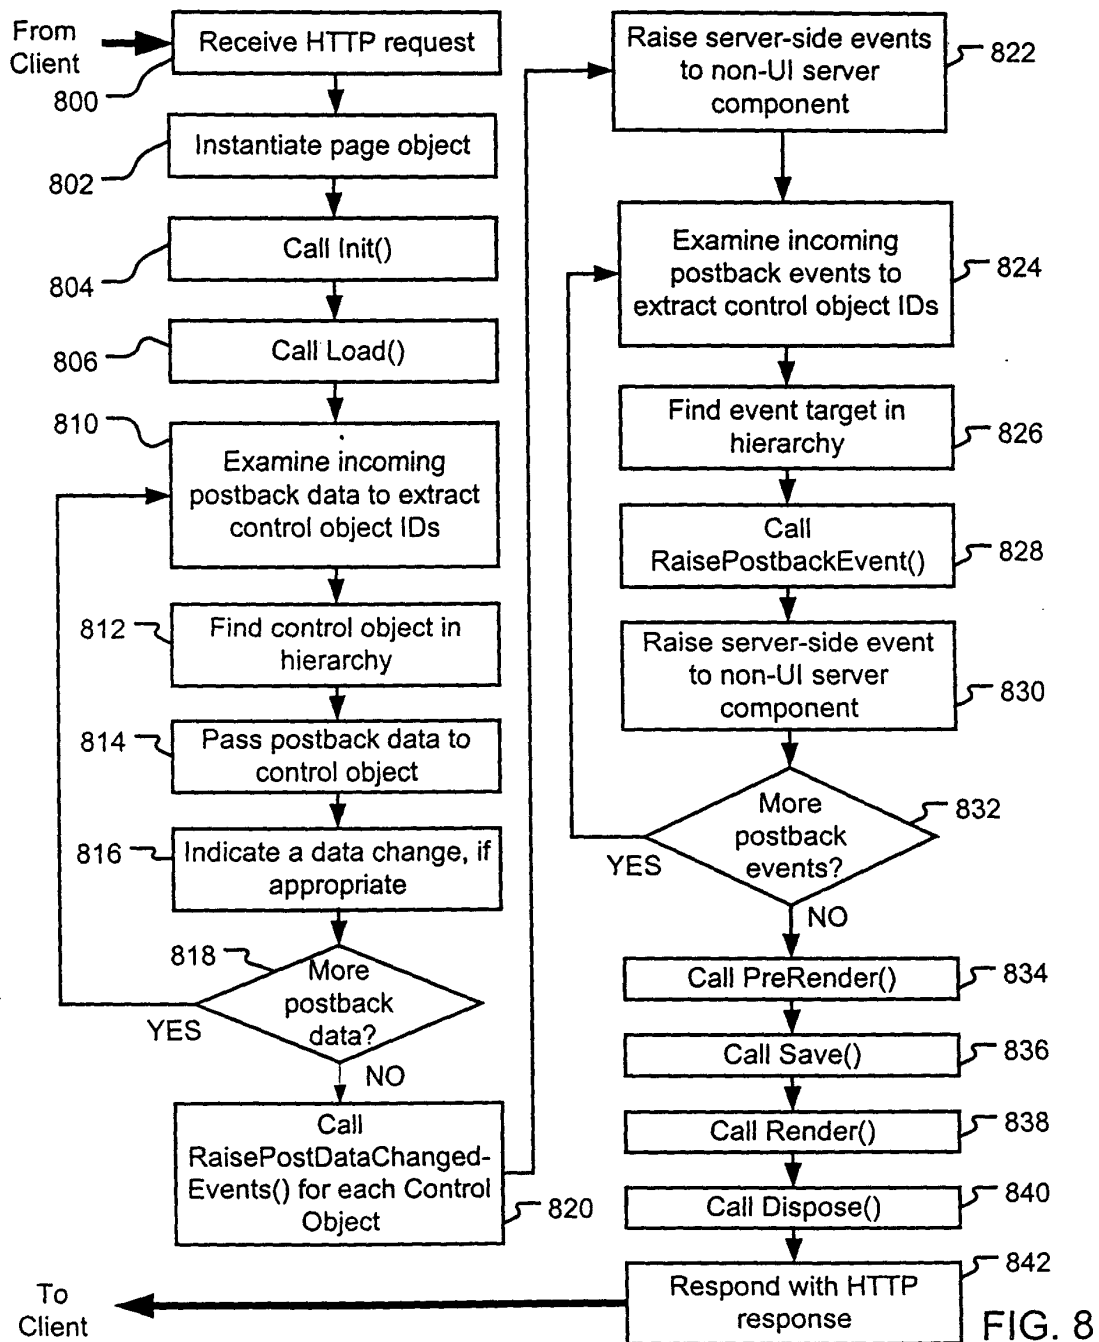 From
Client
Receive HTTP request
800
Instantiate page object
802
Call Init()
804
Call Load()
806
810
Examine incoming
postback data to extract
control object IDs
812
Find control object in
hierarchy
814
Pass postback data to
control object
816
Indicate a data change, if
appropriate
818
More
postback
data?
YES
NO
Call
RaisePostDataChanged-
Events() for each Control
Object
820
Raise server-side events
to non-UI server
component
822
Examine incoming
postback events to
extract control object IDs
824
Find event target in
hierarchy
826
Call
RaisePostbackEvent()
828
Raise server-side event
to non-UI server
component
830
More
postback
events?
832
YES
NO
Call PreRender()
834
Call Save()
836
Call Render()
838
Call Dispose()
840
842
Respond with HTTP
response
To
Client
FIG. 8